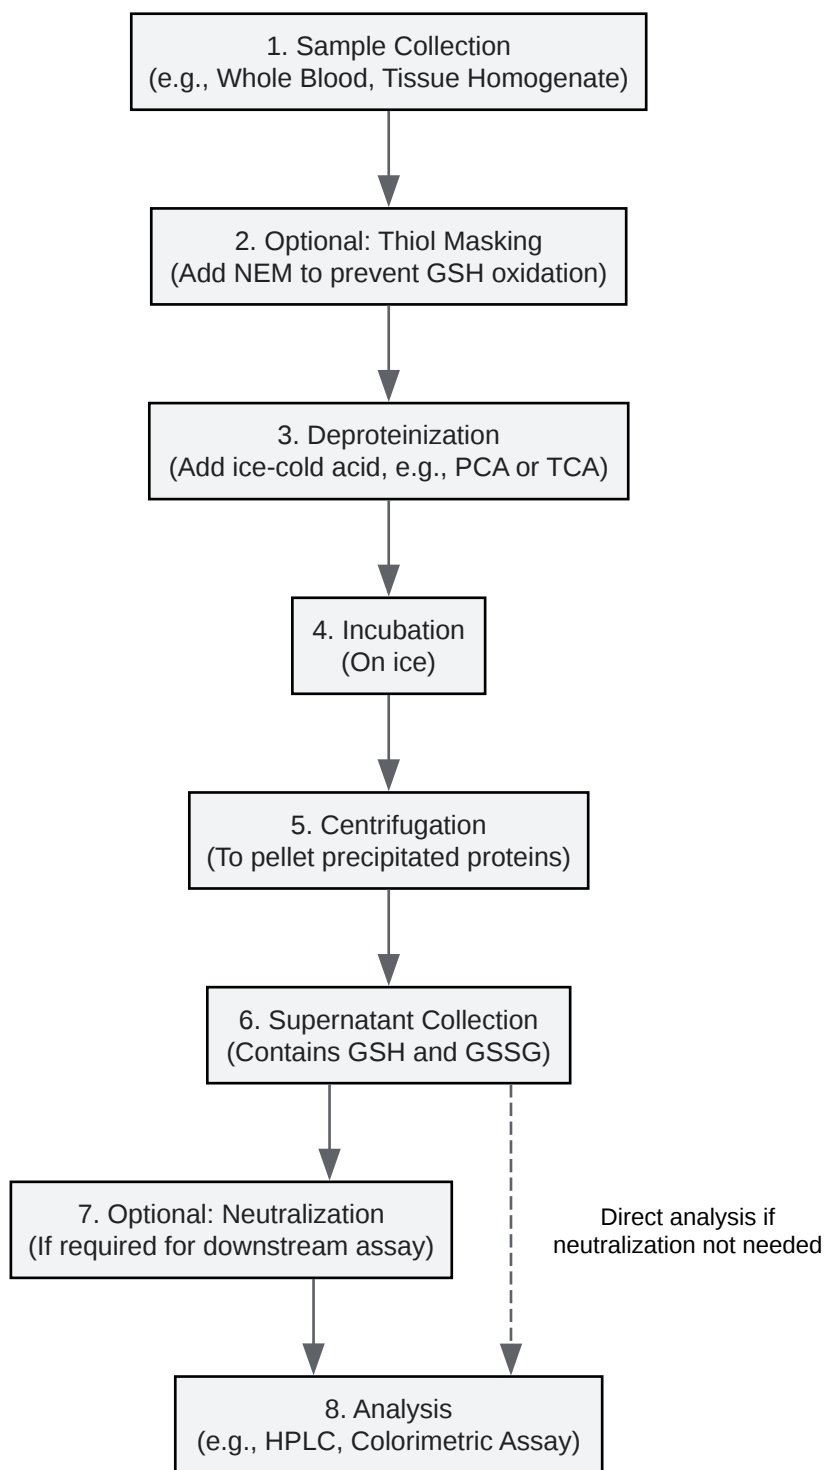 1. Sample Collection
(e.g., Whole Blood, Tissue Homogenate)
2. Optional: Thiol Masking
(Add NEM to prevent GSH oxidation)
3. Deproteinization
(Add ice-cold acid, e.g., PCA or TCA)
4. Incubation
(On ice)
5. Centrifugation
(To pellet precipitated proteins)
6. Supernatant Collection
(Contains GSH and GSSG)
7. Optional: Neutralization
(If required for downstream assay)
Direct analysis if
neutralization not needed
8. Analysis
(e.g., HPLC, Colorimetric Assay)